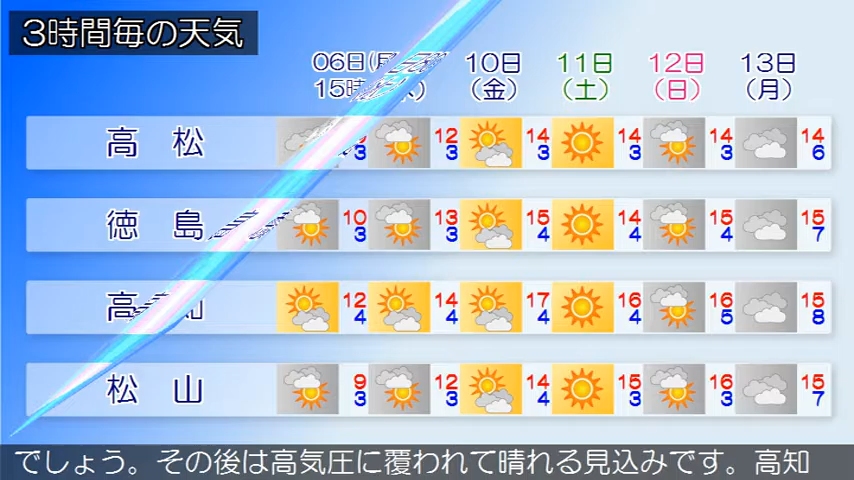 3時間毎の天気
06日(月) 10日 11日 12日 13日
15時 (金) (土) (日) (月)
高松 3 12 3 14 3 14 3 14 3 14 6
徳島 10 3 13 3 15 4 14 4 15 4 15 7
高知 12 4 14 4 17 4 16 4 16 5 15 8
松山 9 3 12 3 14 4 15 3 16 3 15 7
でしょう。その後は高気圧に覆われて晴れる見込みです。高知